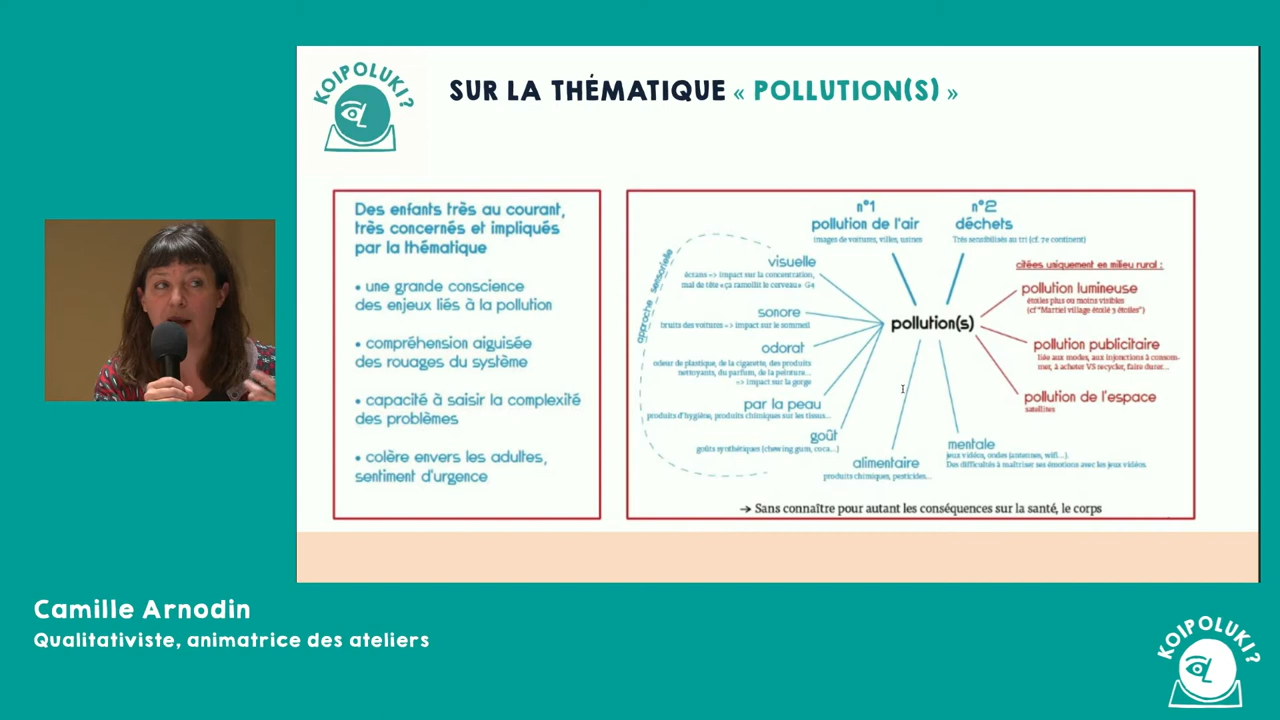 KOIPOLUKI?
SUR LA THÉMATIQUE « POLLUTION(S) »
Des enfants très au courant,
très concernés et impliqués
par la thématique
• une grande conscience
des enjeux liés à la pollution
• compréhension aiguisée
des rouages du système
• capacité à saisir la complexité
des problèmes
• colère envers les adultes,
sentiment d'urgence
n°1
pollution de l'air
images de voitures, villes, usines
n°2
déchets
Très sensibilisés au tri (cf. 7e continent)
approche sensorielle
visuelle
écrans => impact sur la concentration,
mal de tête «ça ramollit le cerveau» G4
sonore
bruits des voitures => impact sur le sommeil
odorat
odeur de plastique, de la cigarette, des produits
nettoyants, du parfum, de la peinture...
=> impact sur la gorge
par la peau
produits d'hygiène, produits chimiques sur les tissus...
goût
goûts synthétiques (chewing gum, coca...)
alimentaire
produits chimiques, pesticides...
pollution(s)
mentale
jeux vidéos, ondes (antennes, wifi...).
Des difficultés à maîtriser ses émotions avec les jeux vidéos.
citées uniquement en milieu rural :
pollution lumineuse
étoiles plus ou moins visibles
(cf "Martiel village étoilé 3 étoiles")
pollution publicitaire
liée aux modes, aux injonctions à consom-
mer, à acheter VS recycler, faire durer...
pollution de l'espace
satellites
→ Sans connaître pour autant les conséquences sur la santé, le corps
Camille Arnodin
Qualitativiste, animatrice des ateliers
KOIPOLUKI?